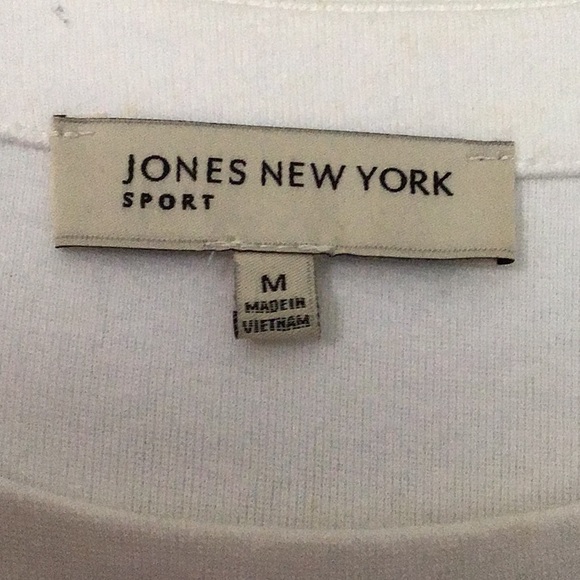 JONES NEW YORK
SPORT
M
MADE IN
VIETNAM